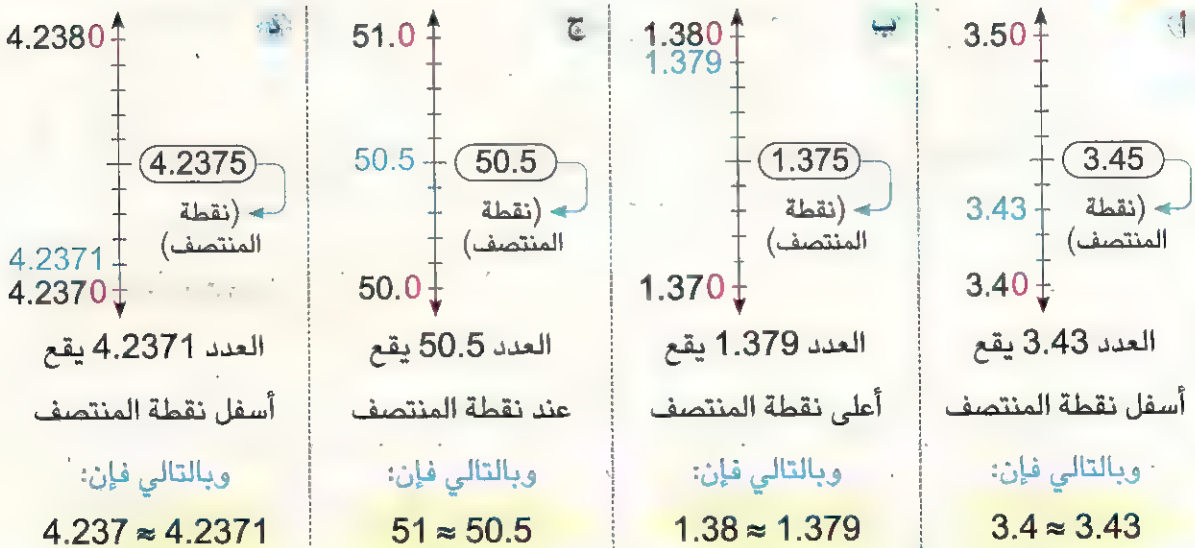 أ
3.50
3.45
(نقطة
المنتصف)
3.43
3.40
العدد 3.43 يقع
أسفل نقطة المنتصف
وبالتالي فإن:
3.4 ≈ 3.43
ب
1.380
1.379
1.375
(نقطة
المنتصف)
1.370
العدد 1.379 يقع
أعلى نقطة المنتصف
وبالتالي فإن:
1.38 ≈ 1.379
ج
51.0
50.5
50.5
(نقطة
المنتصف)
50.0
العدد 50.5 يقع
عند نقطة المنتصف
وبالتالي فإن:
51 ≈ 50.5
د
4.2380
4.2375
(نقطة
المنتصف)
4.2371
4.2370
العدد 4.2371 يقع
أسفل نقطة المنتصف
وبالتالي فإن:
4.237 ≈ 4.2371